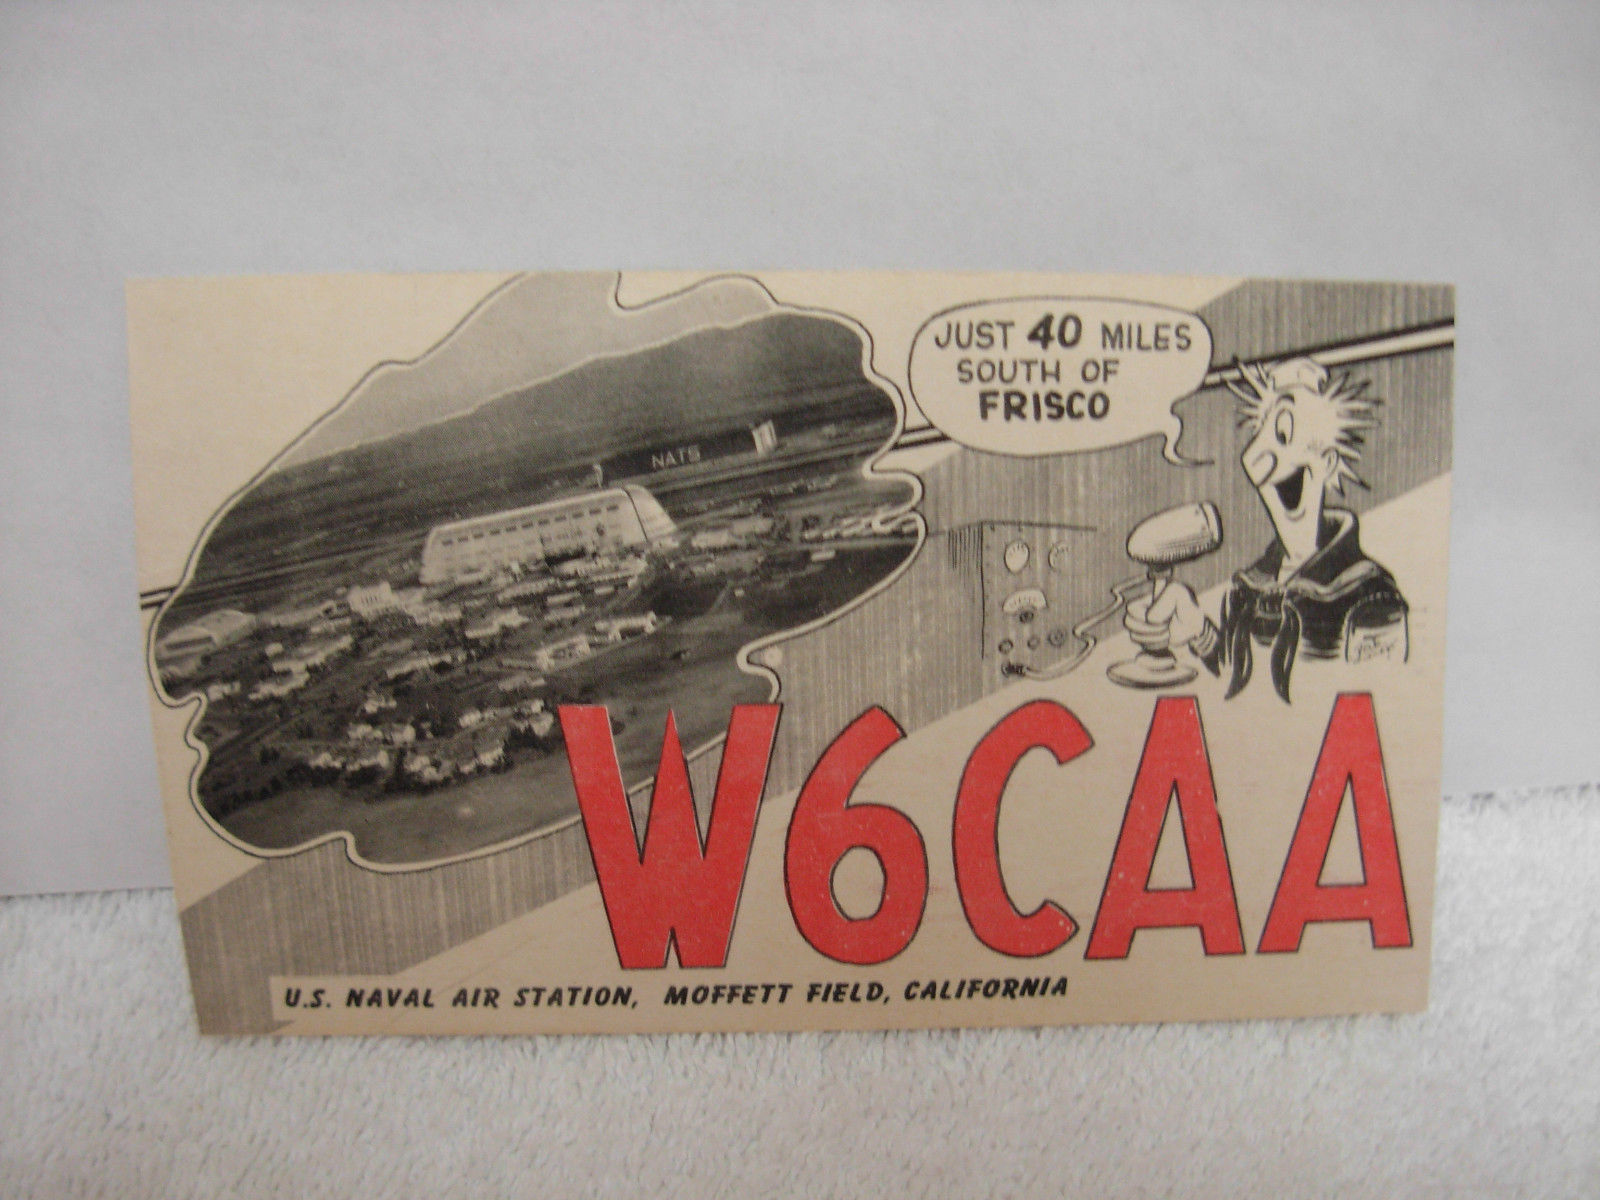 JUST 40 MILES
SOUTH OF
FRISCO
NATS
W6CAA
U.S. NAVAL AIR STATION, MOFFETT FIELD, CALIFORNIA